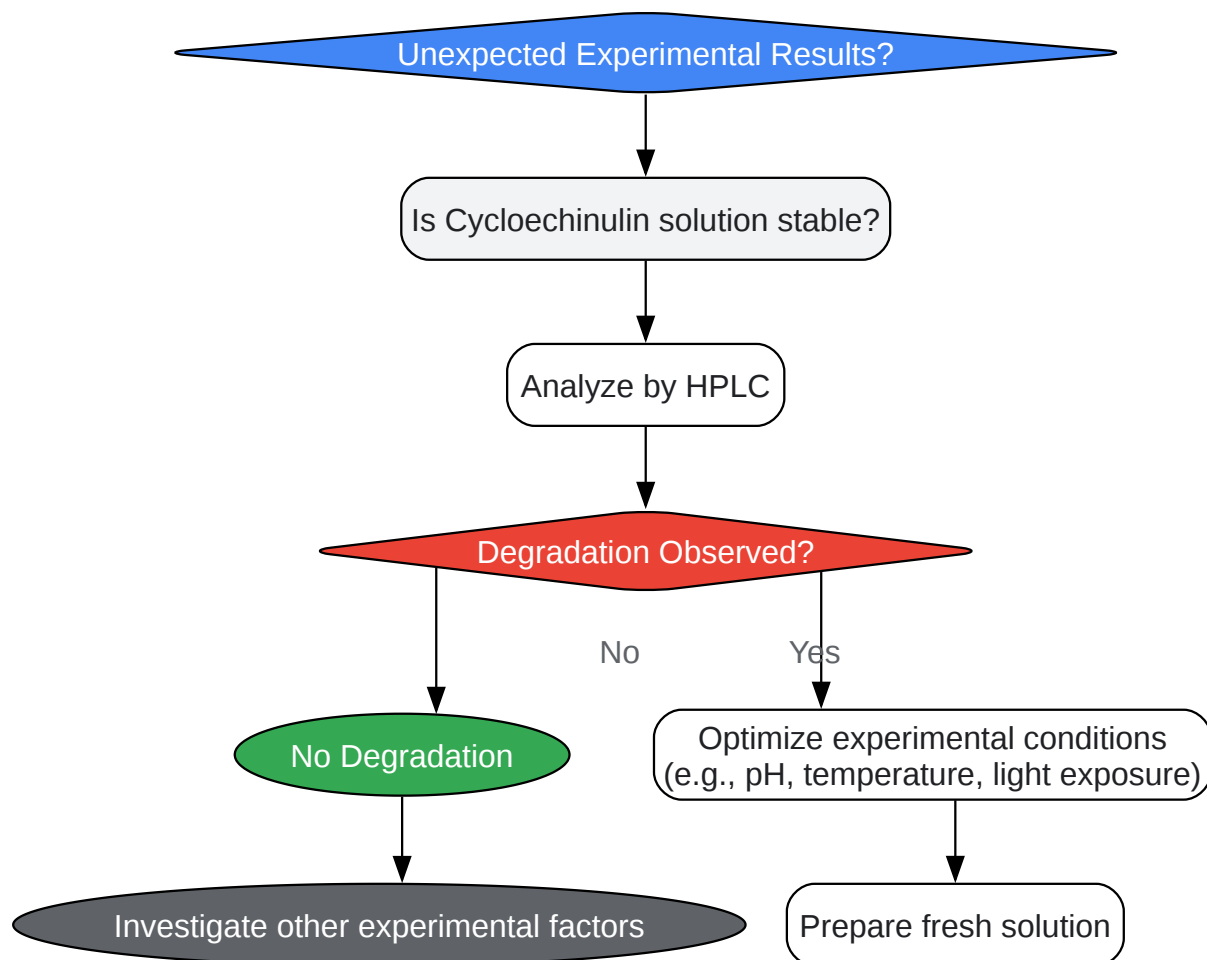 Unexpected Experimental Results?
Is Cycloechinulin solution stable?
Analyze by HPLC
Degradation Observed?
No
Yes
No Degradation
Optimize experimental conditions
(e.g., pH, temperature, light exposure)
Investigate other experimental factors
Prepare fresh solution